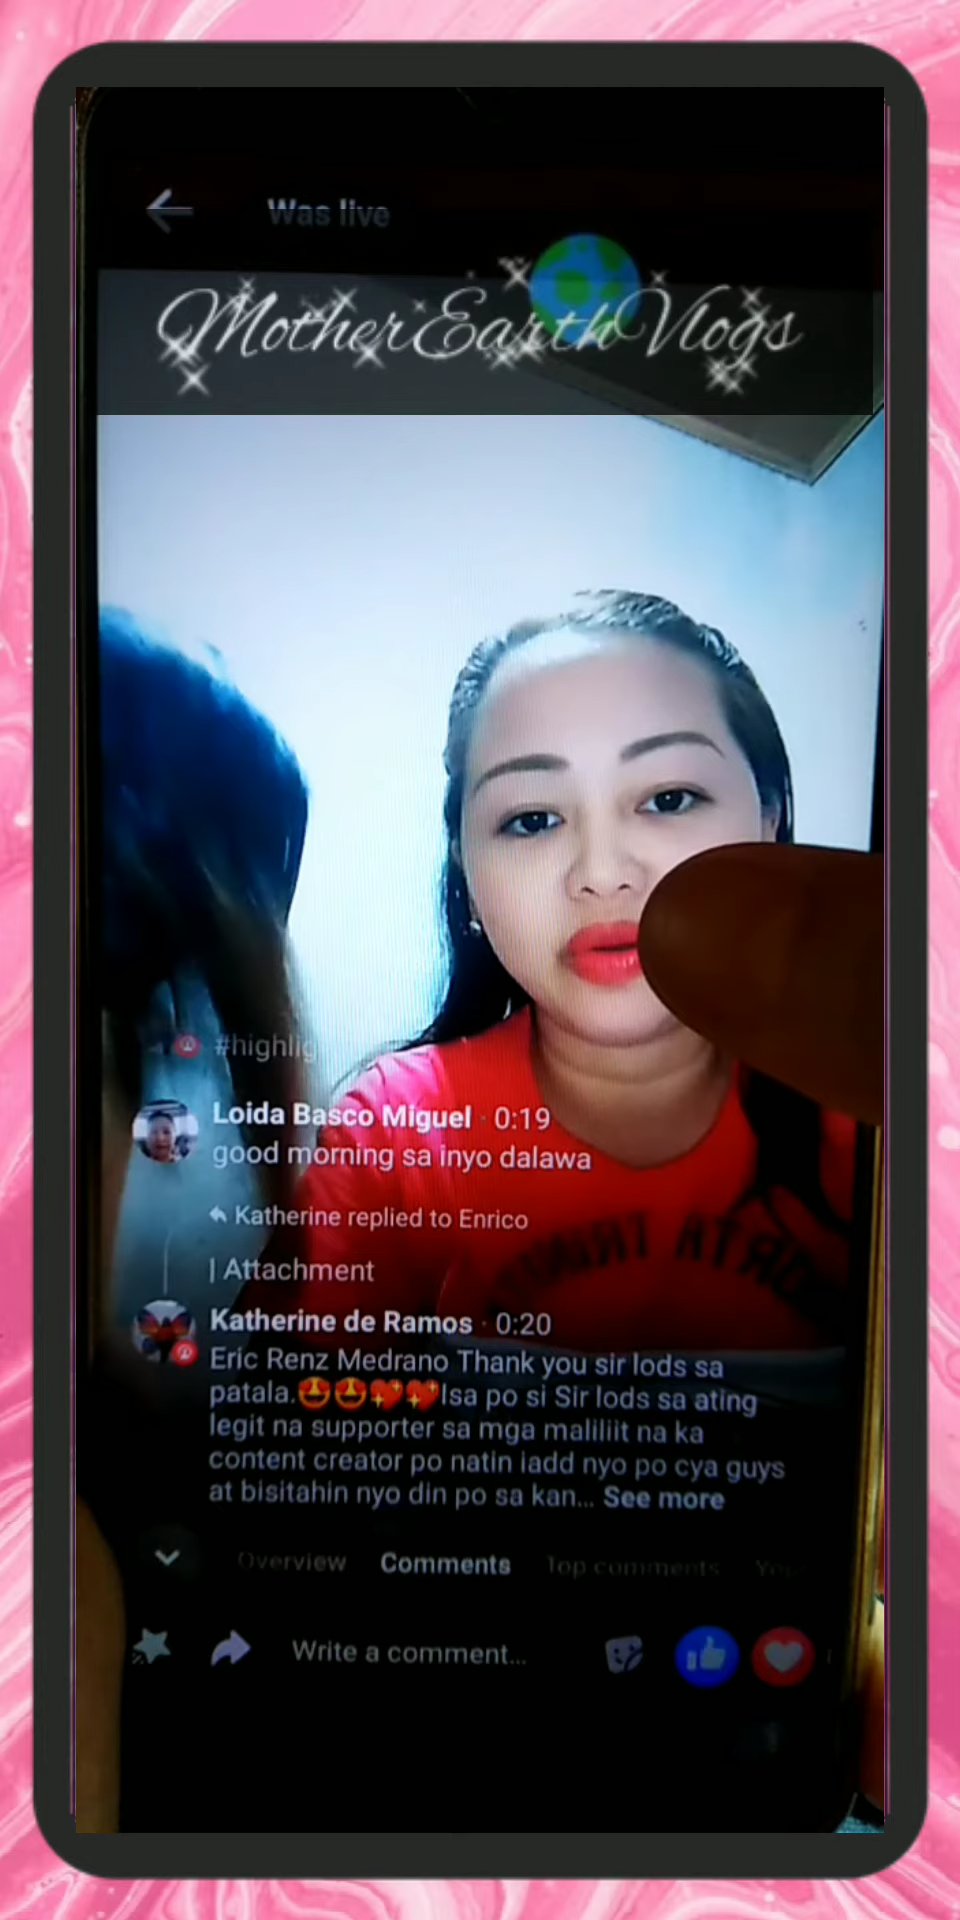 Was live
MotherEarthVlogs
#highlig
Loida Basco Miguel · 0:19
good morning sa inyo dalawa
Katherine replied to Enrico
| Attachment
Katherine de Ramos · 0:20
Eric Renz Medrano Thank you sir lods sa
patala.🤩🤩💖💖Isa po si Sir lods sa ating
legit na supporter sa mga maliliit na ka
content creator po natin iadd nyo po cya guys
at bisitahin nyo din po sa kan... See more
Overview Comments Top comments You
Write a comment...